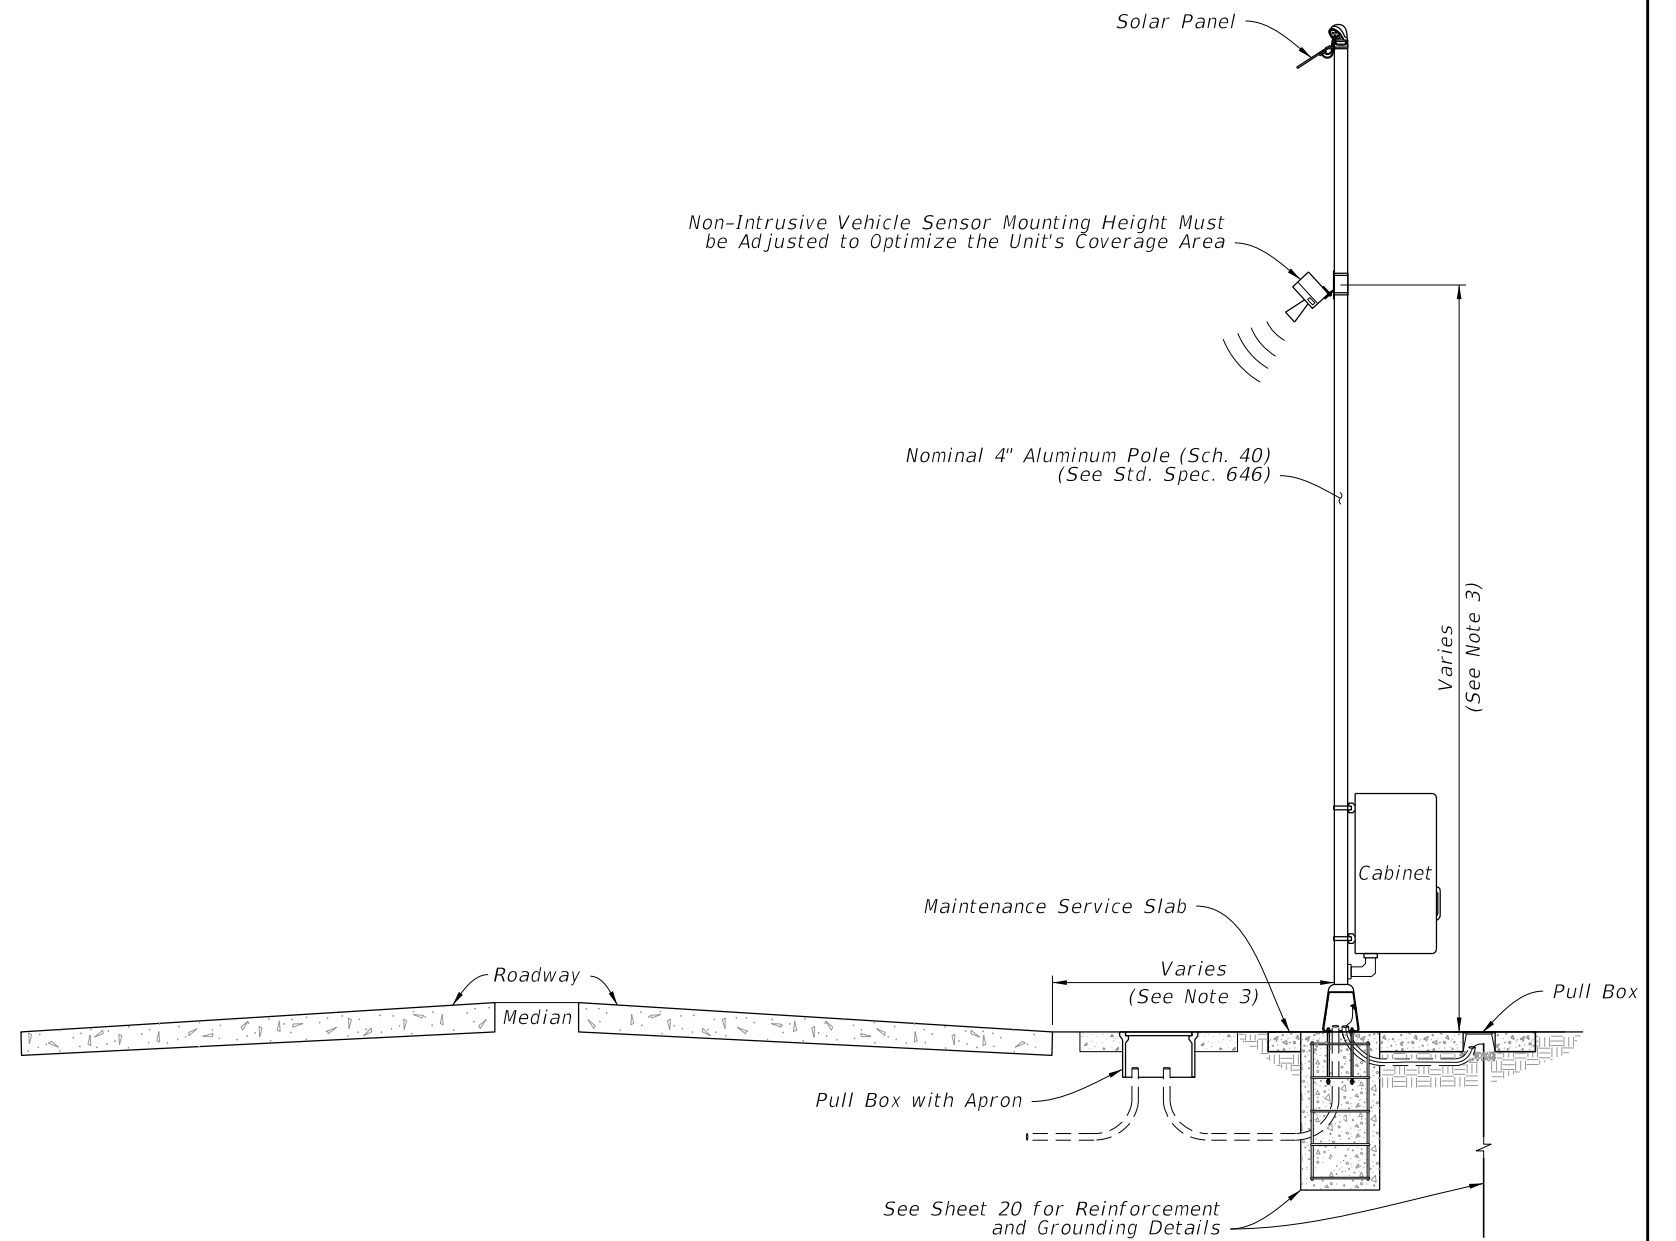 Solar Panel
Non-Intrusive Vehicle Sensor Mounting Height Must
be Adjusted to Optimize the Unit's Coverage Area
Nominal 4" Aluminum Pole (Sch. 40)
(See Std. Spec. 646)
Varies
(See Note 3)
Cabinet
Maintenance Service Slab
Varies
(See Note 3)
Roadway
Median
Pull Box
Pull Box with Apron
See Sheet 20 for Reinforcement
and Grounding Details